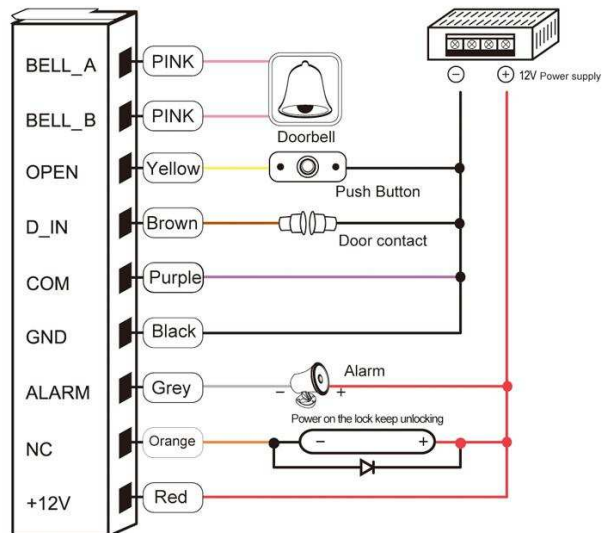 BELL_A PINK
BELL_B PINK
Doorbell
− + 12V Power supply
OPEN Yellow
Push Button
D_IN Brown
Door contact
COM Purple
GND Black
ALARM Grey − + Alarm
Power on the lock keep unlocking
NC Orange − +
+12V Red